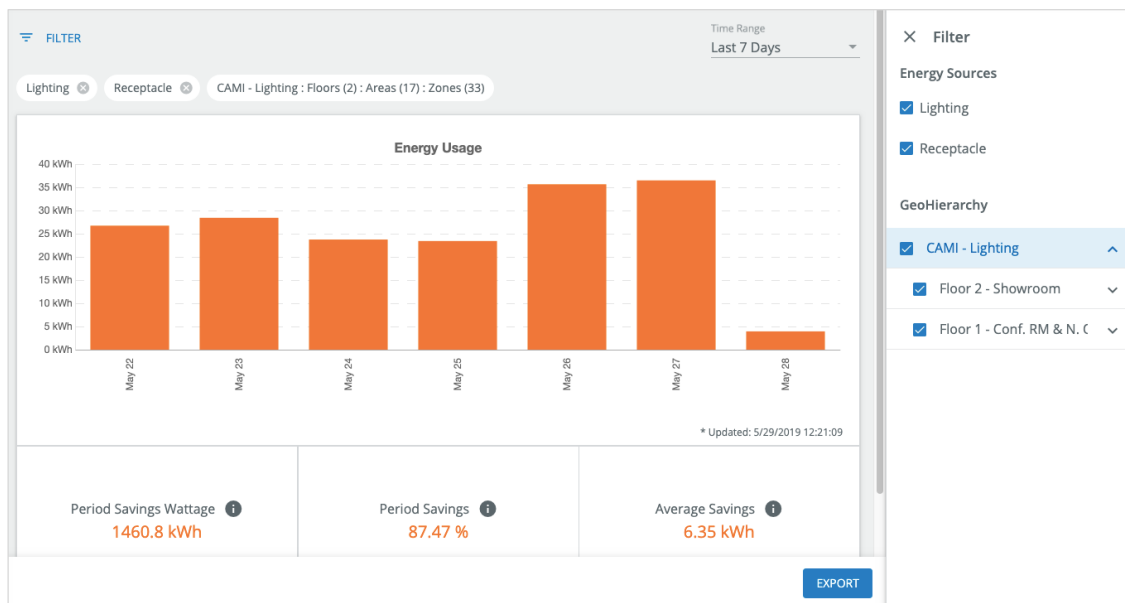 FILTER
Time Range
Last 7 Days
Lighting
Receptacle
CAMI - Lighting : Floors (2) : Areas (17) : Zones (33)
Energy Usage
40 kWh
35 kWh
30 kWh
25 kWh
20 kWh
15 kWh
10 kWh
5 kWh
0 kWh
May 22
May 23
May 24
May 25
May 26
May 27
May 28
* Updated: 5/29/2019 12:21:09
Period Savings Wattage
1460.8 kWh
Period Savings
87.47 %
Average Savings
6.35 kWh
EXPORT
Filter
Energy Sources
Lighting
Receptacle
GeoHierarchy
CAMI - Lighting
Floor 2 - Showroom
Floor 1 - Conf. RM & N.